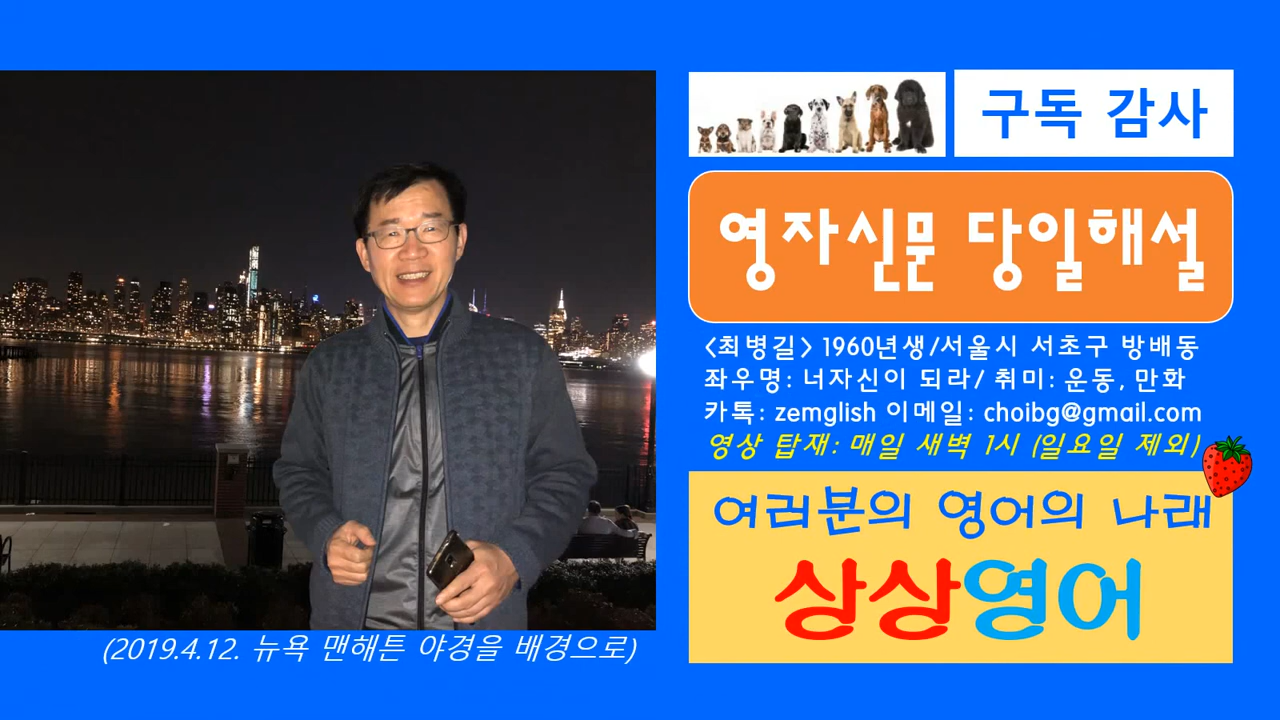 구독 감사
영자신문 당일해설
<최병길> 1960년생/서울시 서초구 방배동
좌우명: 너자신이 되라/ 취미: 운동, 만화
카톡: zemglish 이메일: choibg@gmail.com
영상 탑재: 매일 새벽 1시 (일요일 제외)
여러분의 영어의 나래
상상영어
(2019.4.12. 뉴욕 맨해튼 야경을 배경으로)